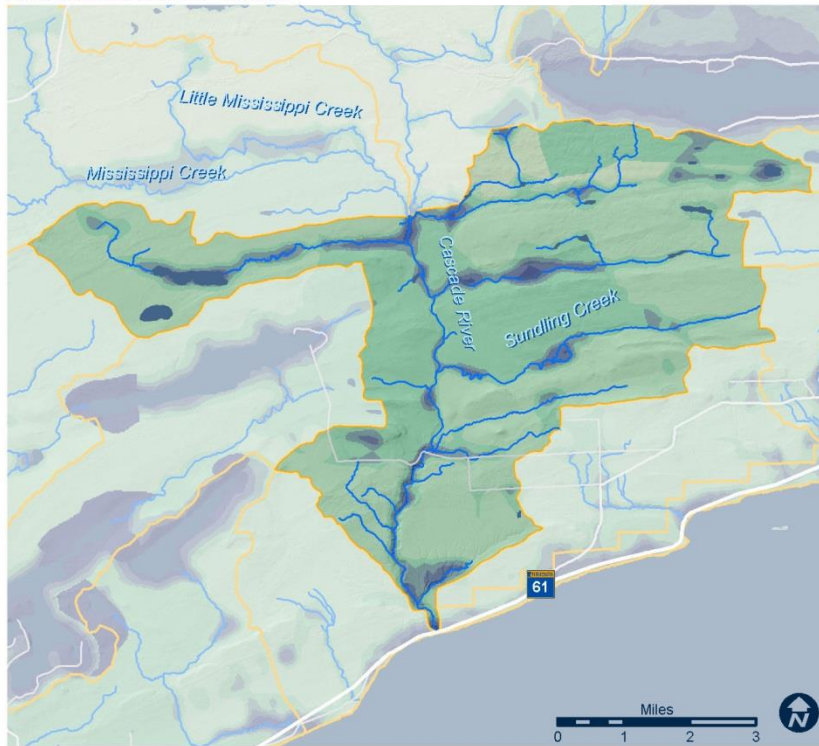 Little Mississippi Creek
Mississippi Creek
Cascade River
Sundling Creek
61
Miles
0 1 2 3
N